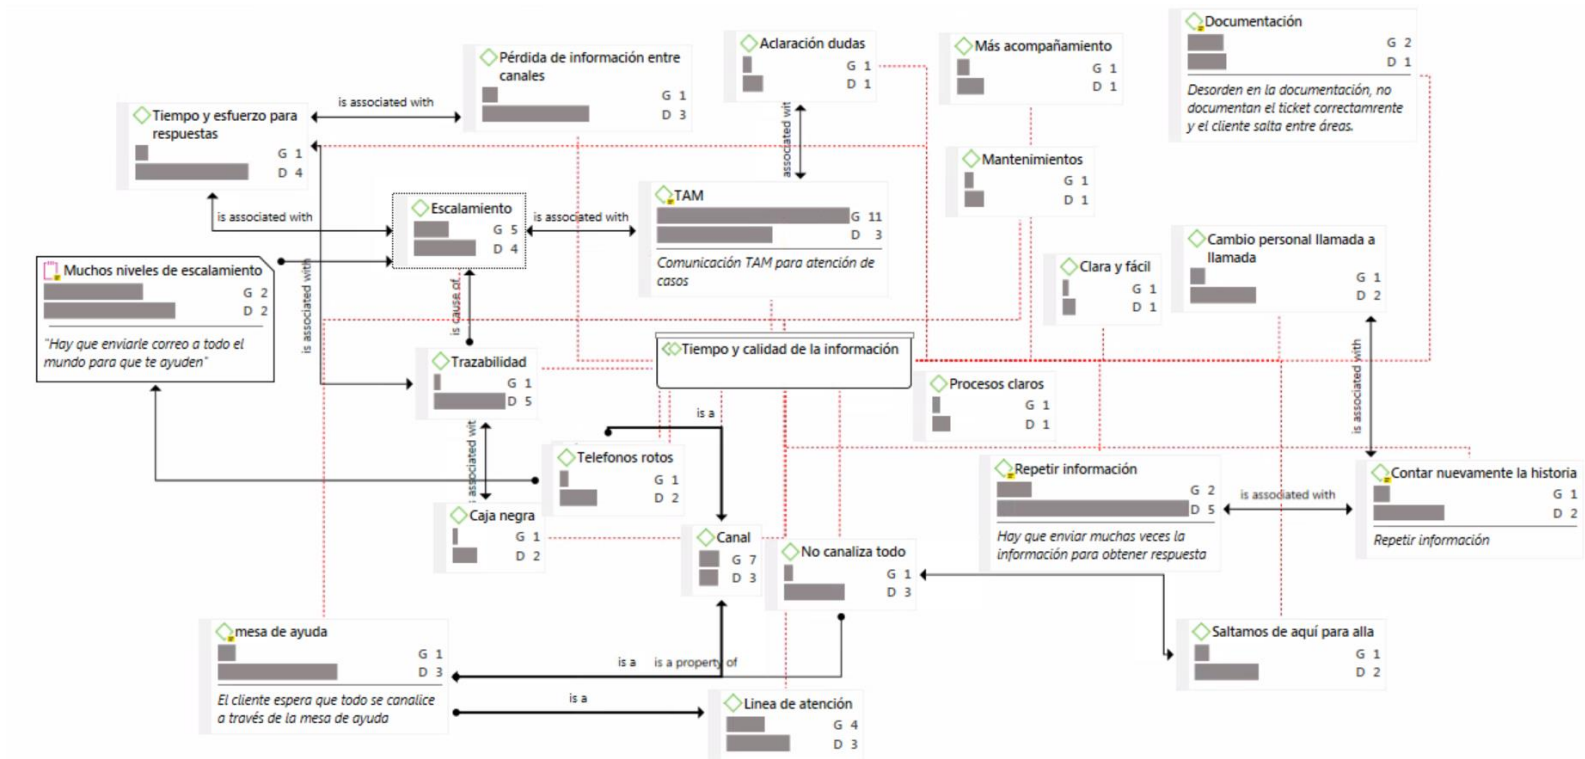 Documentación
G 2
D 1
Desorden en la documentación, no
documentan el ticket correctamrente
y el cliente salta entre áreas.
Aclaración dudas
G 1
D 1
Más acompañamiento
G 1
D 1
Pérdida de información entre
canales
G 1
D 3
is associated with
Tiempo y esfuerzo para
respuestas
G 1
D 4
associated wit
Mantenimientos
G 1
D 1
TAM
G 11
D 3
Comunicación TAM para atención de
casos
Escalamiento
G 5
D 4
is associated with
is associated with
Cambio personal llamada a
llamada
G 1
D 2
Clara y fácil
G 1
D 1
Muchos niveles de escalamiento
G 2
D 2
"Hay que enviarle correo a todo el
mundo para que te ayuden"
is associated with
is cause of
Tiempo y calidad de la información
Trazabilidad
G 1
D 5
Procesos claros
G 1
D 1
is associated with
is a
associated wit
Telefonos rotos
G 1
D 2
Repetir información
G 2
D 5
Hay que enviar muchas veces la
información para obtener respuesta
is associated with
Contar nuevamente la historia
G 1
D 2
Repetir información
Caja negra
G 1
D 2
Canal
G 7
D 3
No canaliza todo
G 1
D 3
mesa de ayuda
G 1
D 3
El cliente espera que todo se canalice
a través de la mesa de ayuda
is a
is a property of
Saltamos de aquí para alla
G 1
D 2
is a
Linea de atención
G 4
D 3